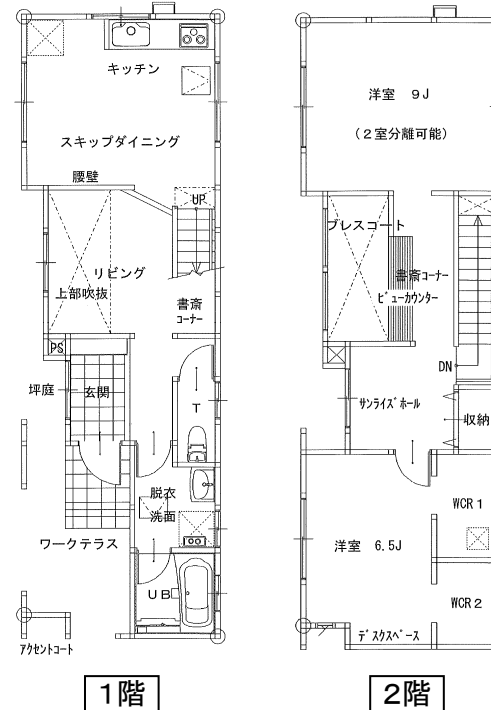 キッチン
スキップダイニング
腰壁
UP
リビング
上部吹抜
書斎
コーナー
PS
坪庭
玄関
T
脱衣
洗面
ワークテラス
UB
アクセントコート
1階
洋室 9J
(2室分離可能)
ブレスコート
書斎コーナー
ビューカウンター
DN
サンライズホール
収納
WCR1
洋室 6.5J
WCR2
デスクスペース
2階